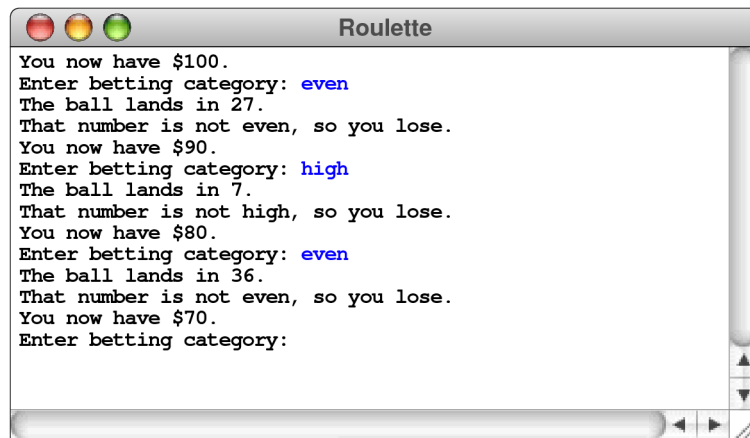 Roulette
You now have $100.
Enter betting category: even
The ball lands in 27.
That number is not even, so you lose.
You now have $90.
Enter betting category: high
The ball lands in 7.
That number is not high, so you lose.
You now have $80.
Enter betting category: even
The ball lands in 36.
That number is not even, so you lose.
You now have $70.
Enter betting category: